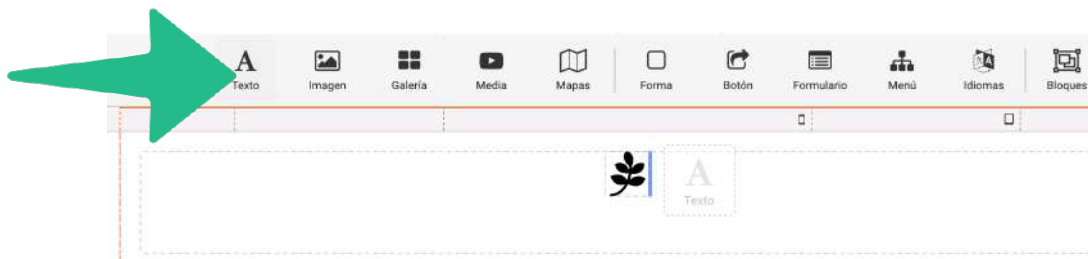 A
Texto Imagen Galería Media Mapas Forma Botón Formulario Menú Idiomas Bloques
A
Texto